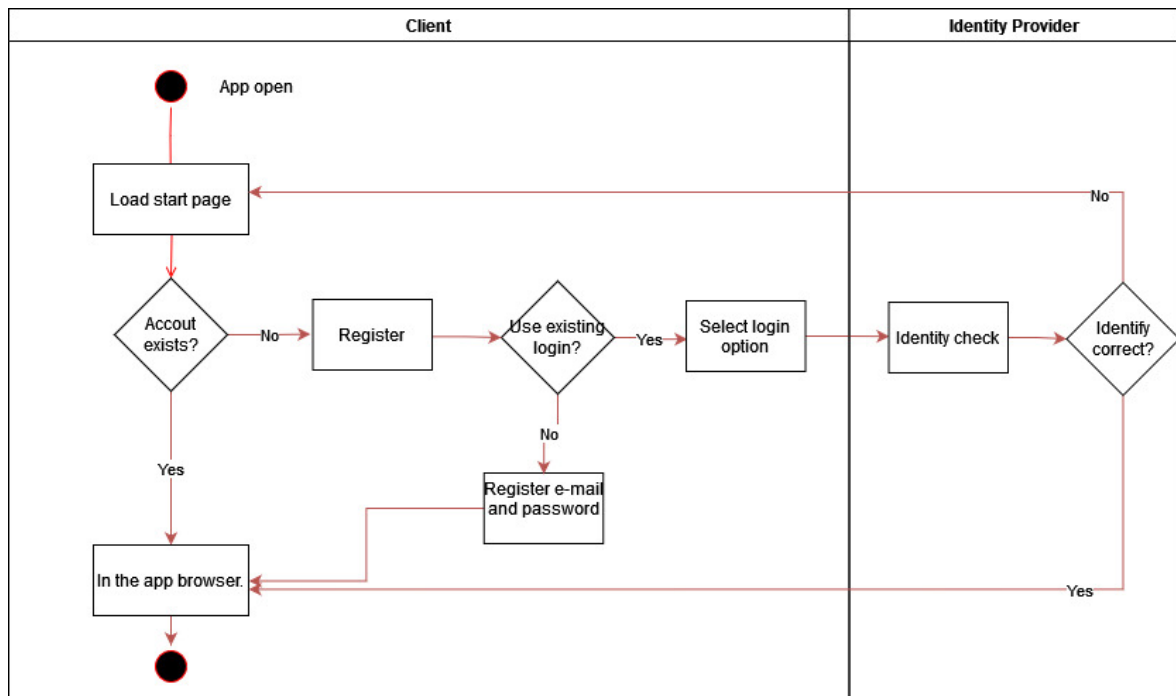 Client
Identity Provider
App open
Load start page
No
Accout
exists?
No
Register
Use existing
login?
Yes
Select login
option
Identity check
Identify
correct?
No
Yes
Register e-mail
and password
In the app browser.
Yes